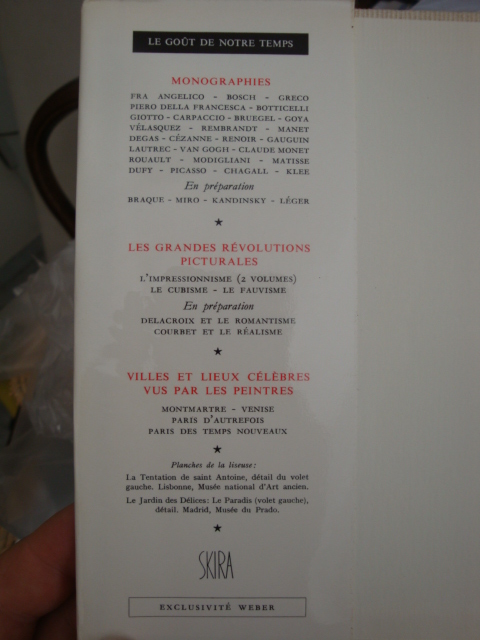 LE GOÛT DE NOTRE TEMPS
MONOGRAPHIES
FRA ANGELICO - BOSCH - GRECO
PIERO DELLA FRANCESCA - BOTTICELLI
GIOTTO - CARPACCIO - BRUEGEL - GOYA
VÉLASQUEZ - REMBRANDT - MANET
DEGAS - CÉZANNE - RENOIR - GAUGUIN
LAUTREC - VAN GOGH - CLAUDE MONET
ROUAULT - MODIGLIANI - MATISSE
DUFY - PICASSO - CHAGALL - KLEE
En préparation
BRAQUE - MIRO - KANDINSKY - LÉGER
★
LES GRANDES RÉVOLUTIONS
PICTURALES
L'IMPRESSIONNISME (2 VOLUMES)
LE CUBISME - LE FAUVISME
En préparation
DELACROIX ET LE ROMANTISME
COURBET ET LE RÉALISME
★
VILLES ET LIEUX CÉLÈBRES
VUS PAR LES PEINTRES
MONTMARTRE - VENISE
PARIS D'AUTREFOIS
PARIS DES TEMPS NOUVEAUX
★
Planches de la liseuse:
La Tentation de saint Antoine, détail du volet
gauche. Lisbonne, Musée national d'Art ancien.
Le Jardin des Délices: Le Paradis (volet gauche),
détail. Madrid, Musée du Prado.
★
SKIRA
EXCLUSIVITÉ WEBER